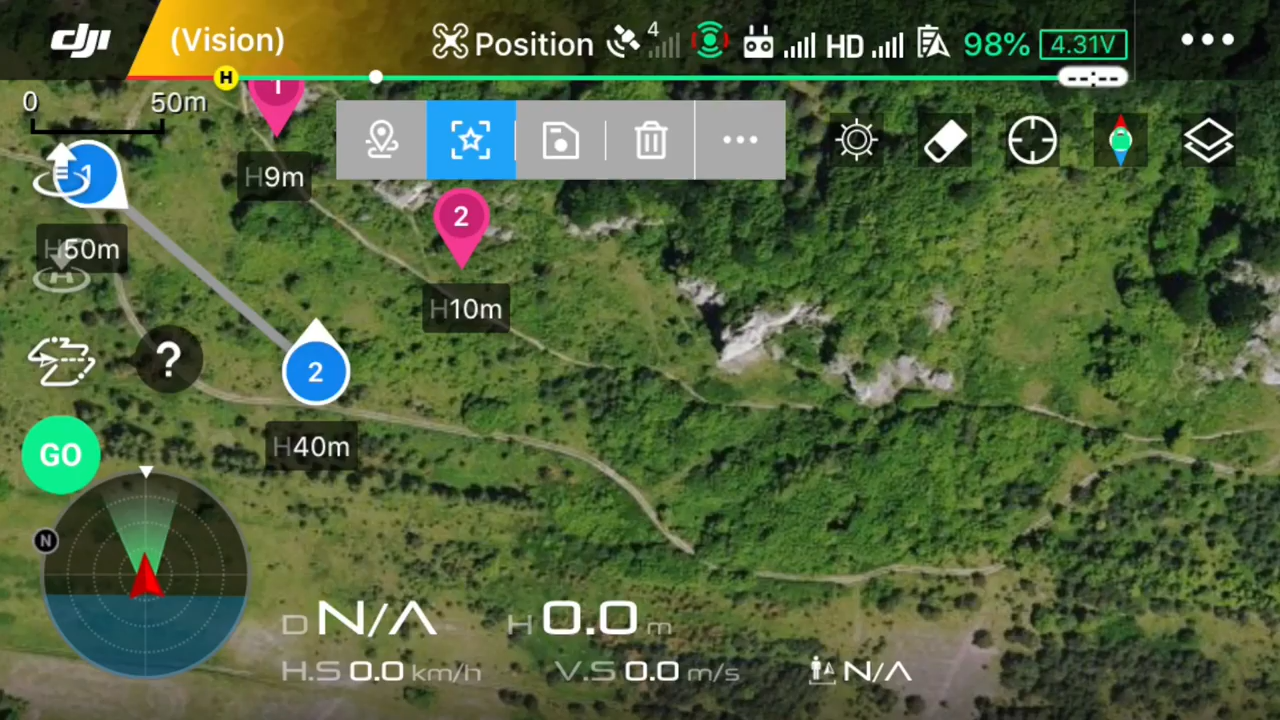 dji (Vision) Position 4 HD 98% 4.31V
H
0 50m
1
H9m
1
2
H50m
H10m
H
?
2
H40m
GO
N
D N/A H 0.0 m
H.S 0.0 km/h V.S 0.0 m/s N/A